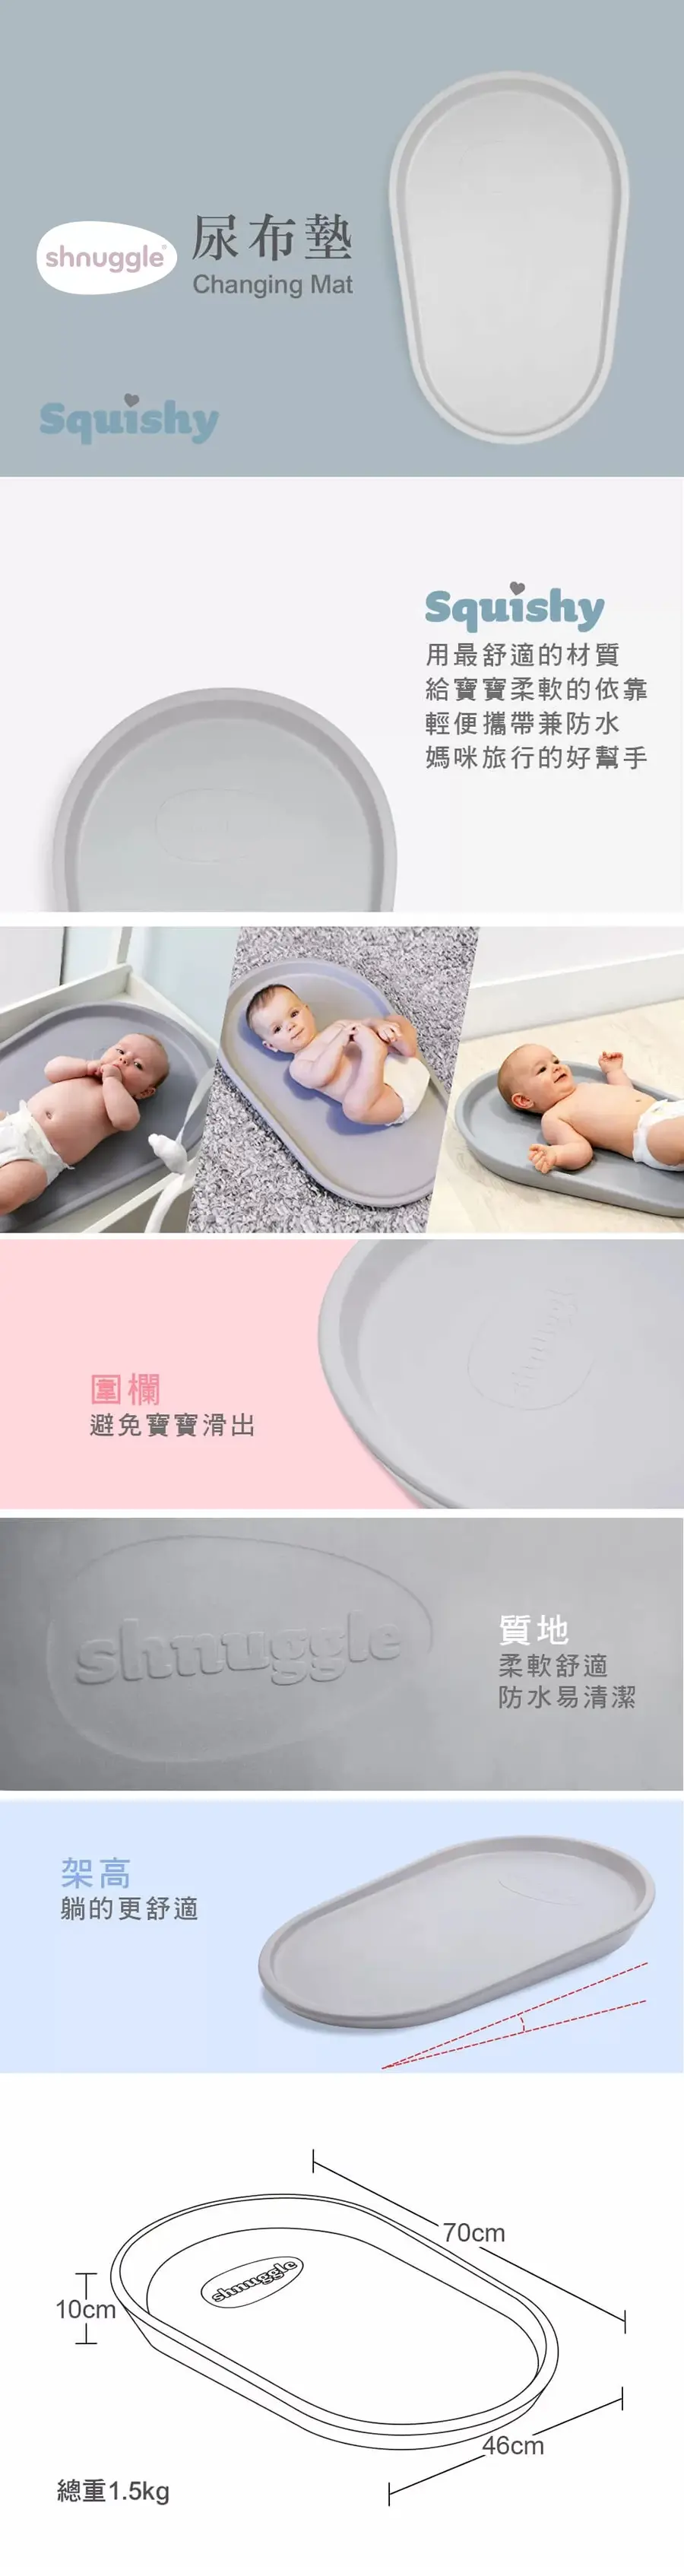 shnuggle®
尿布墊
Changing Mat
Squishy
Squishy
用最舒適的材質
給寶寶柔軟的依靠
輕便攜帶兼防水
媽咪旅行的好幫手
shnuggle
圍欄
避免寶寶滑出
shnuggle
質地
柔軟舒適
防水易清潔
架高
躺的更舒適
70cm
shnuggle
10cm
46cm
總重1.5kg